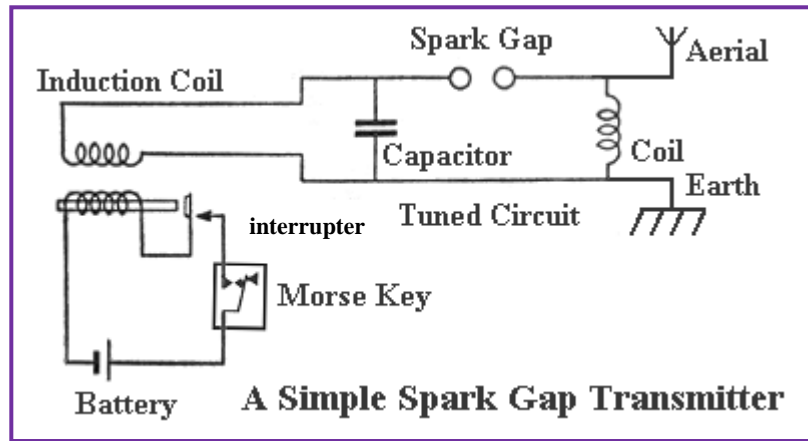 Spark Gap
Aerial
Induction Coil
Capacitor
Coil
Earth
interrupter
Tuned Circuit
Morse Key
Battery
A Simple Spark Gap Transmitter